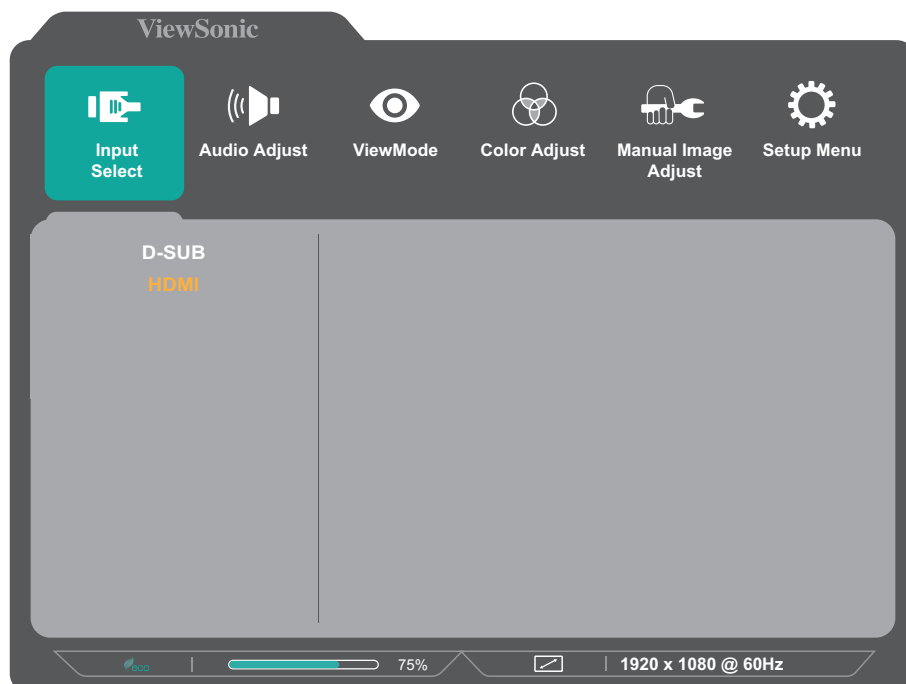 ViewSonic
Input
Select
Audio Adjust
ViewMode
Color Adjust
Manual Image
Adjust
Setup Menu
D-SUB
HDMI
eco
75%
1920 x 1080 @ 60Hz